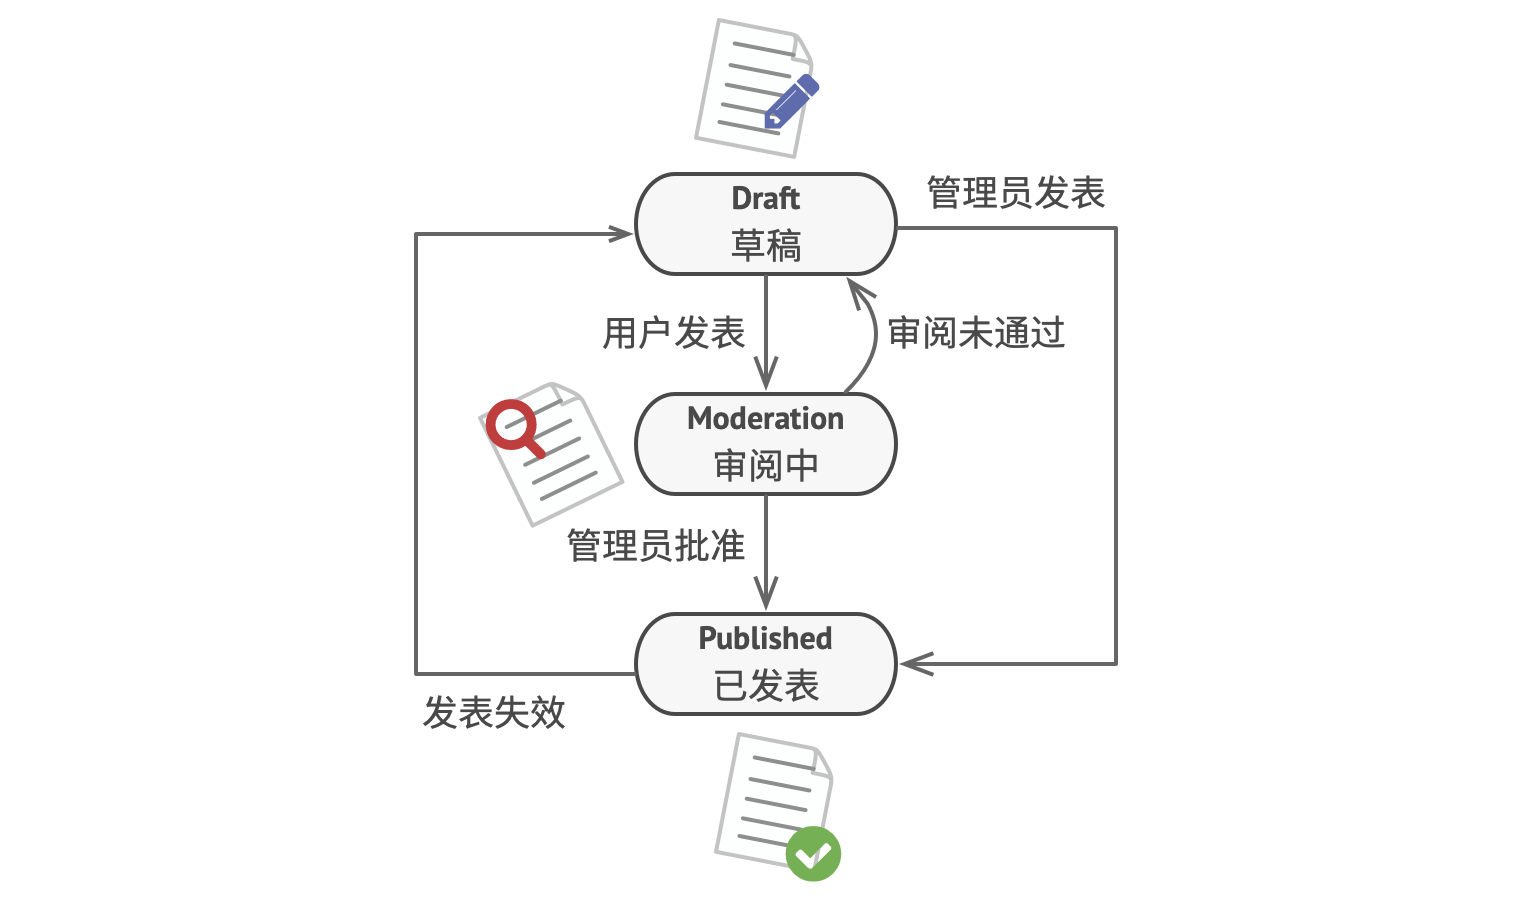 Draft
草稿
管理员发表
用户发表
审阅未通过
Moderation
审阅中
管理员批准
Published
已发表
发表失效